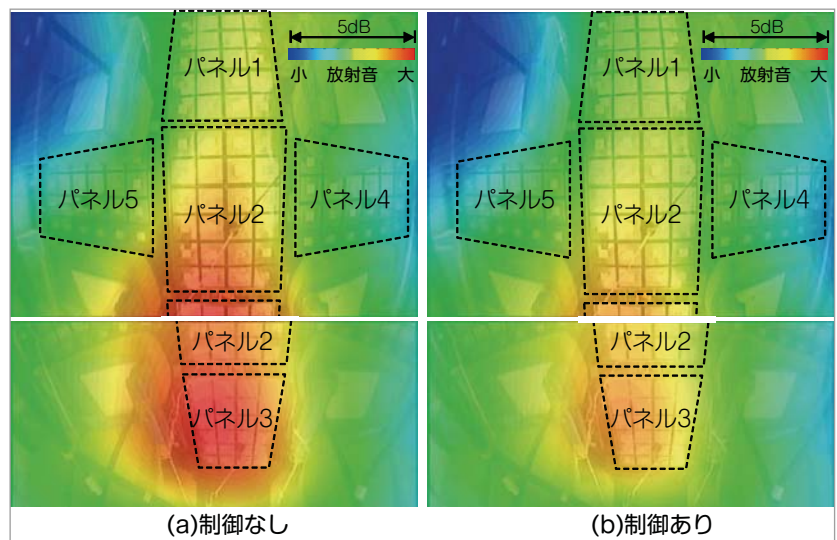 5dB
小 放射音 大
パネル1
パネル5
パネル2
パネル4
パネル2
パネル3
(a)制御なし
5dB
小 放射音 大
パネル1
パネル5
パネル2
パネル4
パネル2
パネル3
(b)制御あり